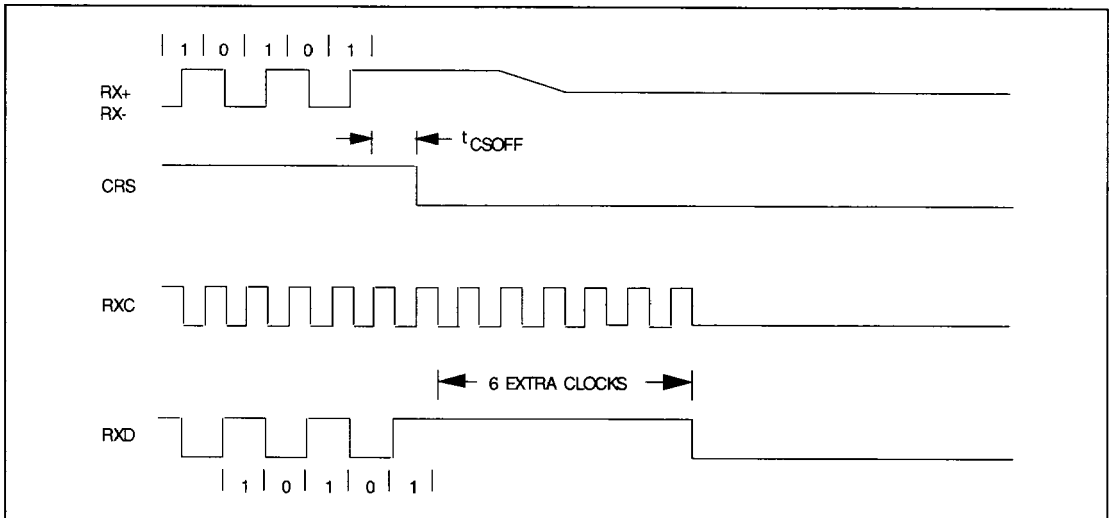 1 0 1 0 1
RX+
RX-
tCSOFF
CRS
RXC
6 EXTRA CLOCKS
RXD
1 0 1 0 1